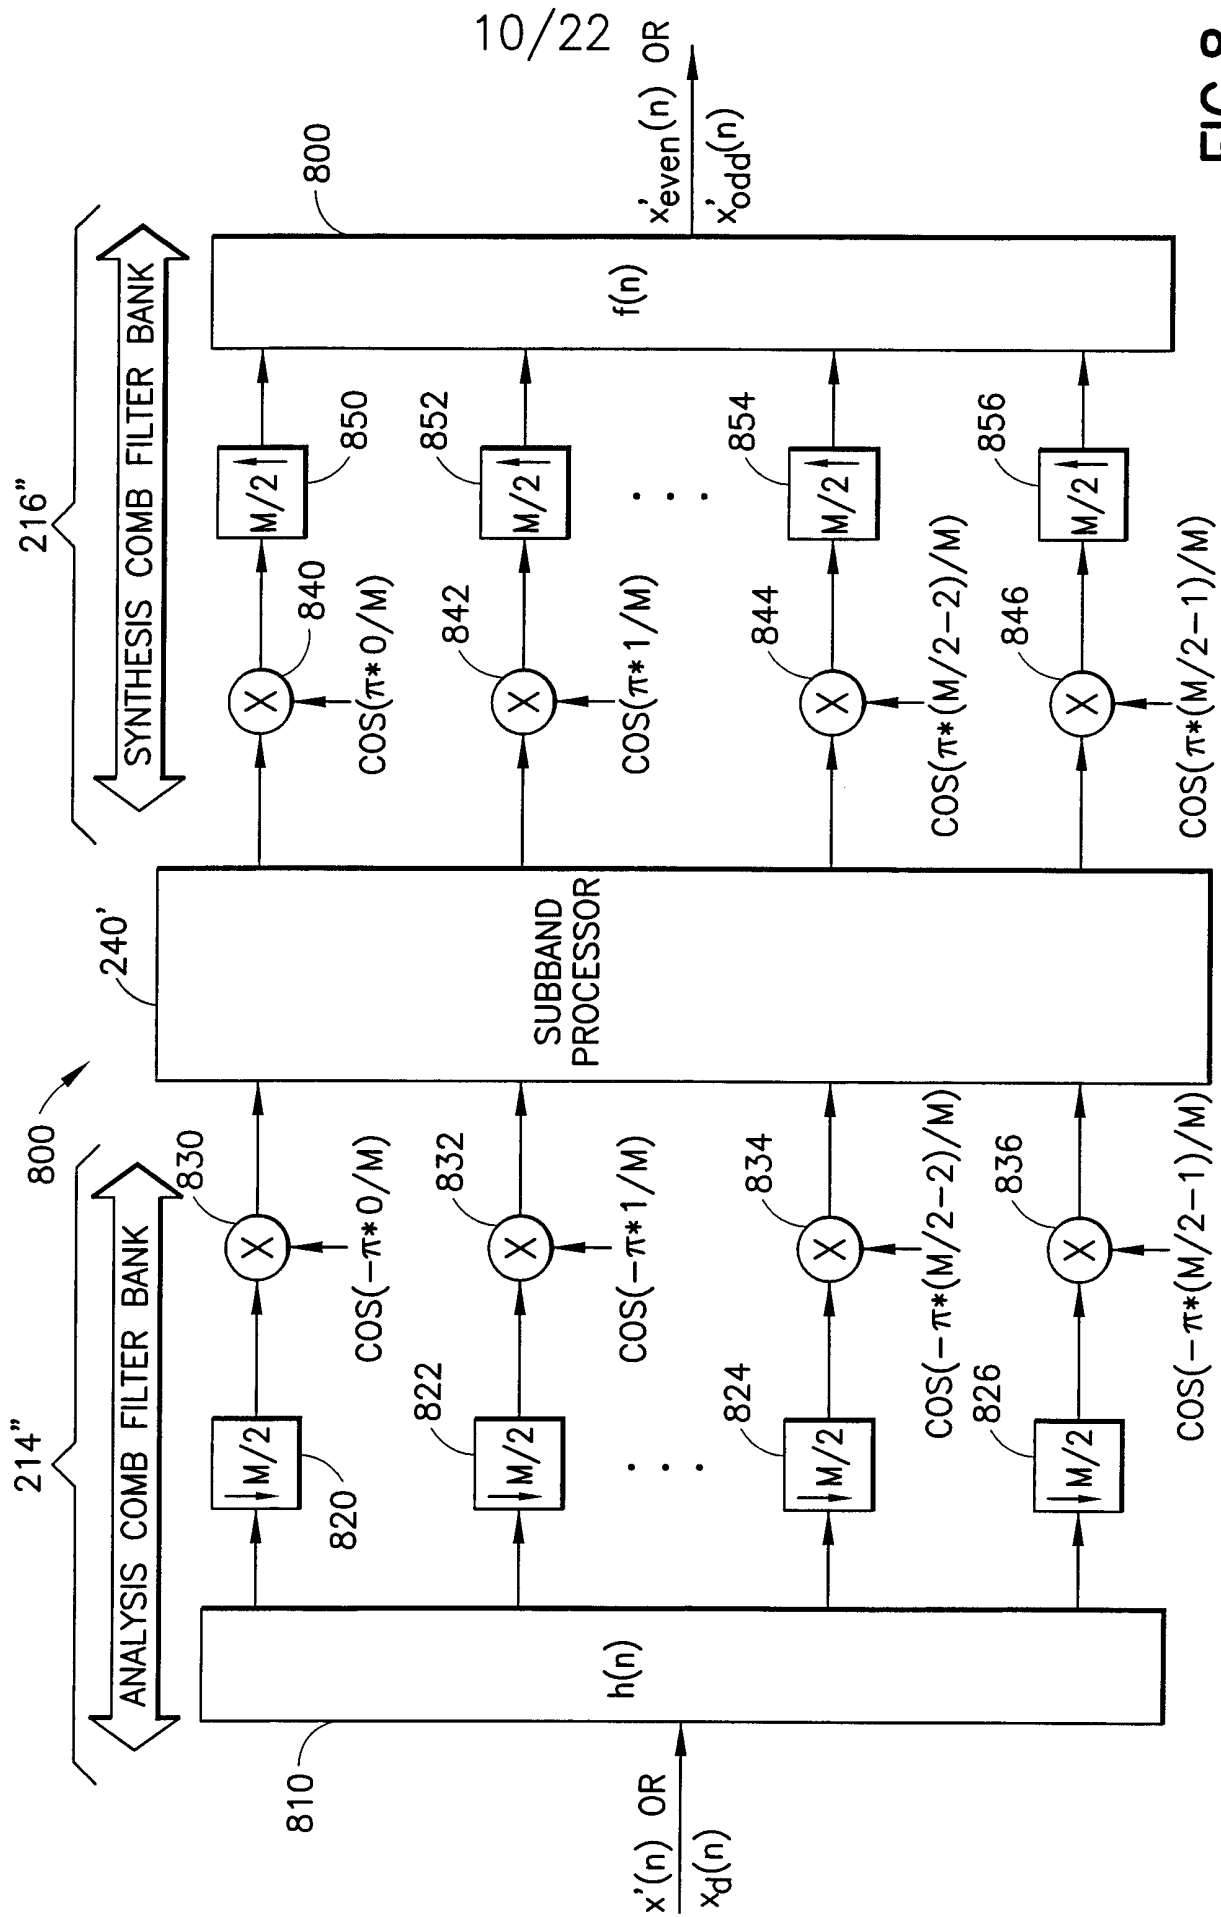 10/22
800
214”
216”
ANALYSIS COMB FILTER BANK
SYNTHESIS COMB FILTER BANK
240'
810
800
h(n)
SUBBAND
PROCESSOR
f(n)
x'(n) OR
xd(n)
x'even(n) OR
x'odd(n)
↓M/2
820
X
830
COS(−π*0/M)
X
840
COS(π*0/M)
M/2↑
850
↓M/2
822
X
832
COS(−π*1/M)
X
842
COS(π*1/M)
M/2↑
852
. . .
. . .
↓M/2
824
X
834
COS(−π*(M/2−2)/M)
X
844
COS(π*(M/2−2)/M)
M/2↑
854
↓M/2
826
X
836
COS(−π*(M/2−1)/M)
X
846
COS(π*(M/2−1)/M)
M/2↑
856